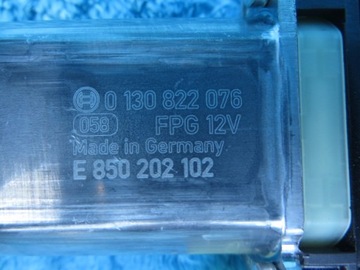 0 130 822 076
058 FPG 12V
Made in Germany
E 850 202 102